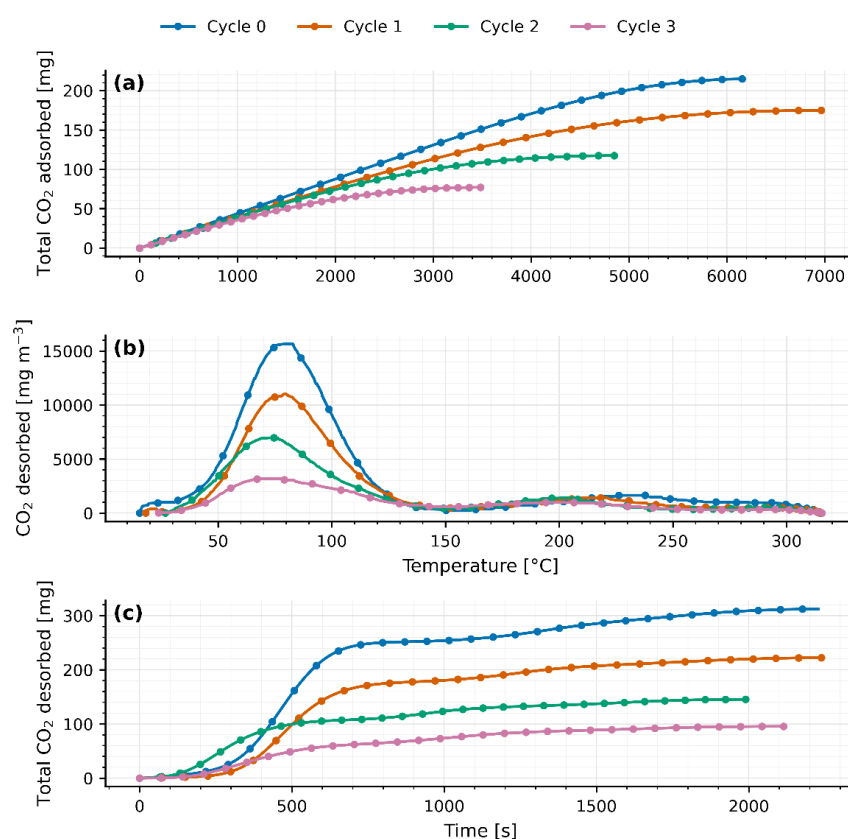 Cycle 0 Cycle 1 Cycle 2 Cycle 3
(a)
Total CO₂ adsorbed [mg]
200
150
100
50
0
0 1000 2000 3000 4000 5000 6000 7000
(b)
CO₂ desorbed [mg m⁻³]
15000
10000
5000
0
50 100 150 200 250 300
Temperature [°C]
(c)
Total CO₂ desorbed [mg]
300
200
100
0
0 500 1000 1500 2000
Time [s]